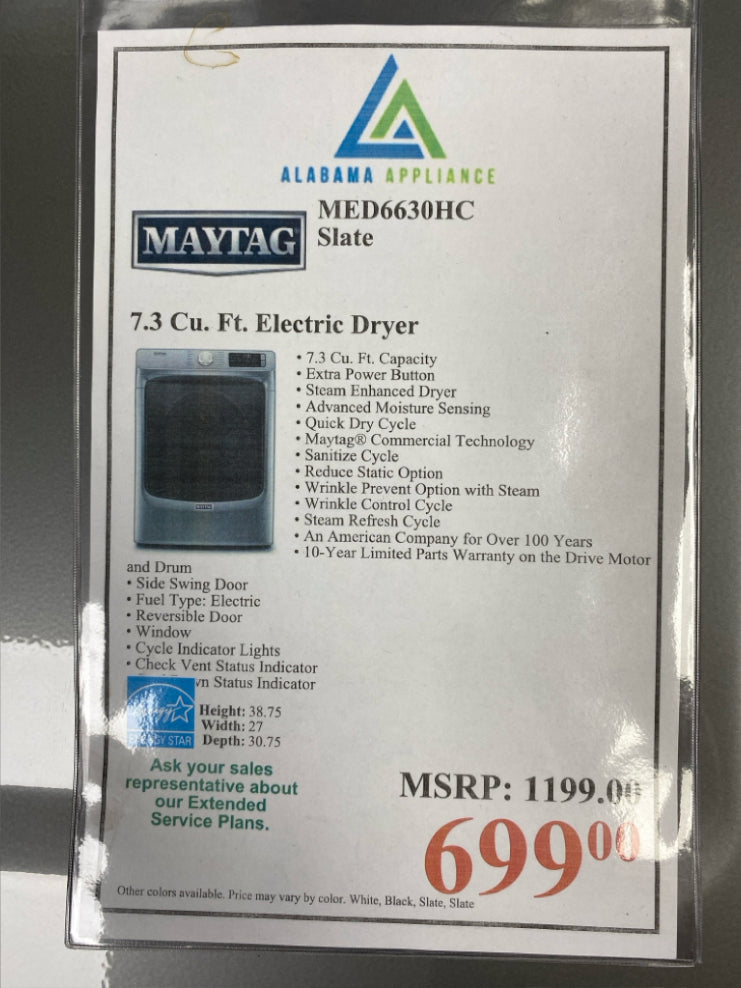 ALABAMA APPLIANCE
MED6630HC
MAYTAG
Slate
7.3 Cu. Ft. Electric Dryer
• 7.3 Cu. Ft. Capacity
• Extra Power Button
• Steam Enhanced Dryer
• Advanced Moisture Sensing
• Quick Dry Cycle
• Maytag® Commercial Technology
• Sanitize Cycle
• Reduce Static Option
• Wrinkle Prevent Option with Steam
• Wrinkle Control Cycle
• Steam Refresh Cycle
• An American Company for Over 100 Years
• 10-Year Limited Parts Warranty on the Drive Motor
and Drum
• Side Swing Door
• Fuel Type: Electric
• Reversible Door
• Window
• Cycle Indicator Lights
• Check Vent Status Indicator
Status Indicator
Height: 38.75
Width: 27
STAR Depth: 30.75
Ask your sales
representative about
our Extended
Service Plans.
MSRP: 1199.00
69900
Other colors available. Price may vary by color. White, Black, Slate, Slate